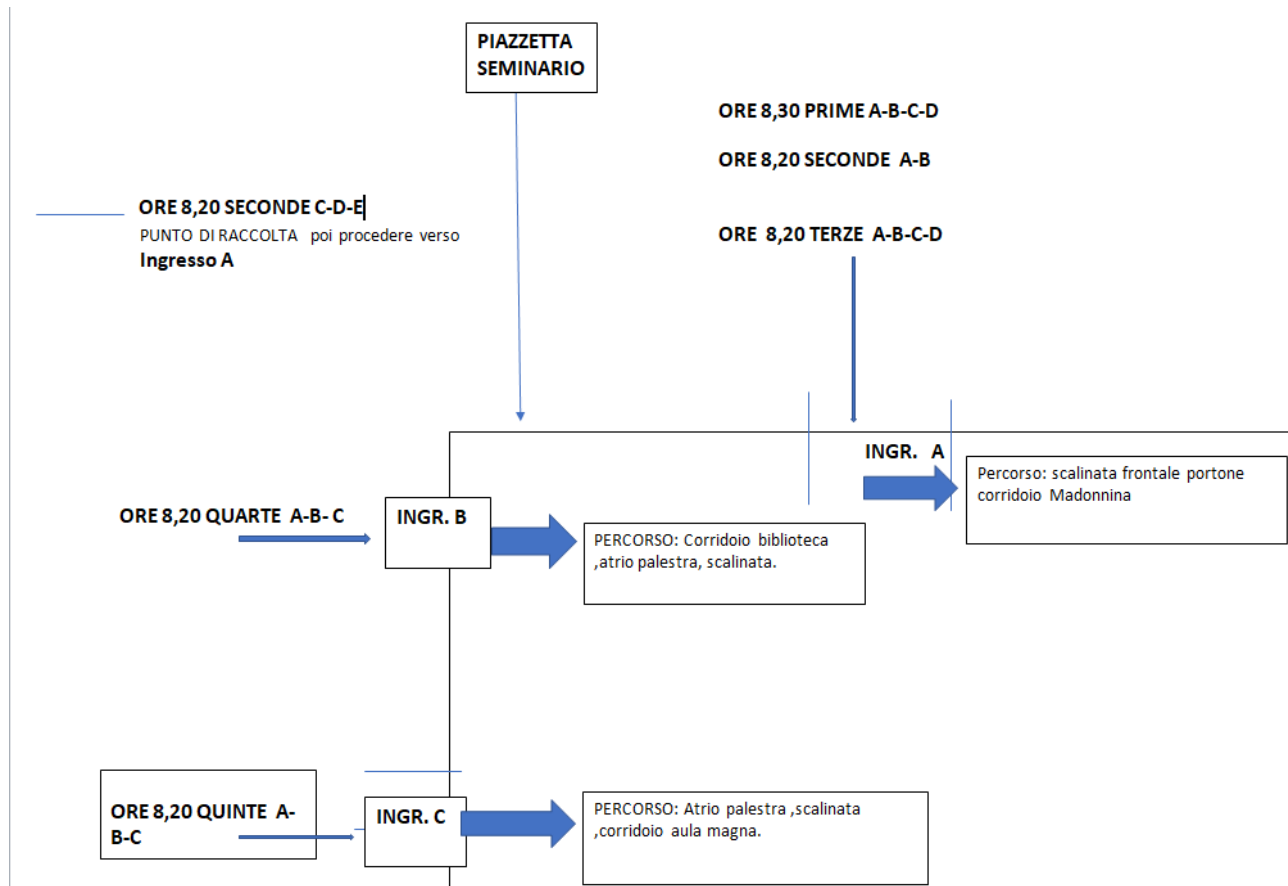 PIAZZETTA
SEMINARIO
ORE 8,30 PRIME A-B-C-D
ORE 8,20 SECONDE A-B
ORE 8,20 SECONDE C-D-E
PUNTO DI RACCOLTA poi procedere verso
Ingresso A
ORE 8,20 TERZE A-B-C-D
INGR. A
Percorso: scalinata frontale portone
corridoio Madonnina
ORE 8,20 QUARTE A-B- C
INGR. B
PERCORSO: Corridoio biblioteca
,atrio palestra, scalinata.
ORE 8,20 QUINTE A-
B-C
INGR. C
PERCORSO: Atrio palestra ,scalinata
,corridoio aula magna.